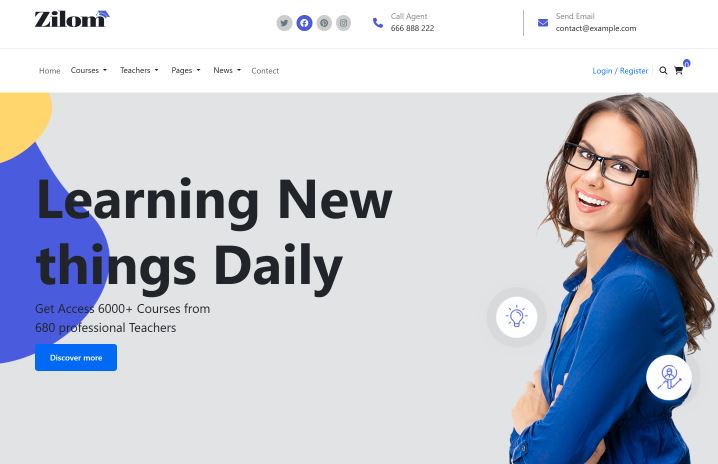 Zilom
Call Agent
666 888 222
Send Email
contact@example.com
Home Courses Teachers Pages News Contact
Login / Register
0
Learning New
things Daily
Get Access 6000+ Courses from
680 professional Teachers
Discover more